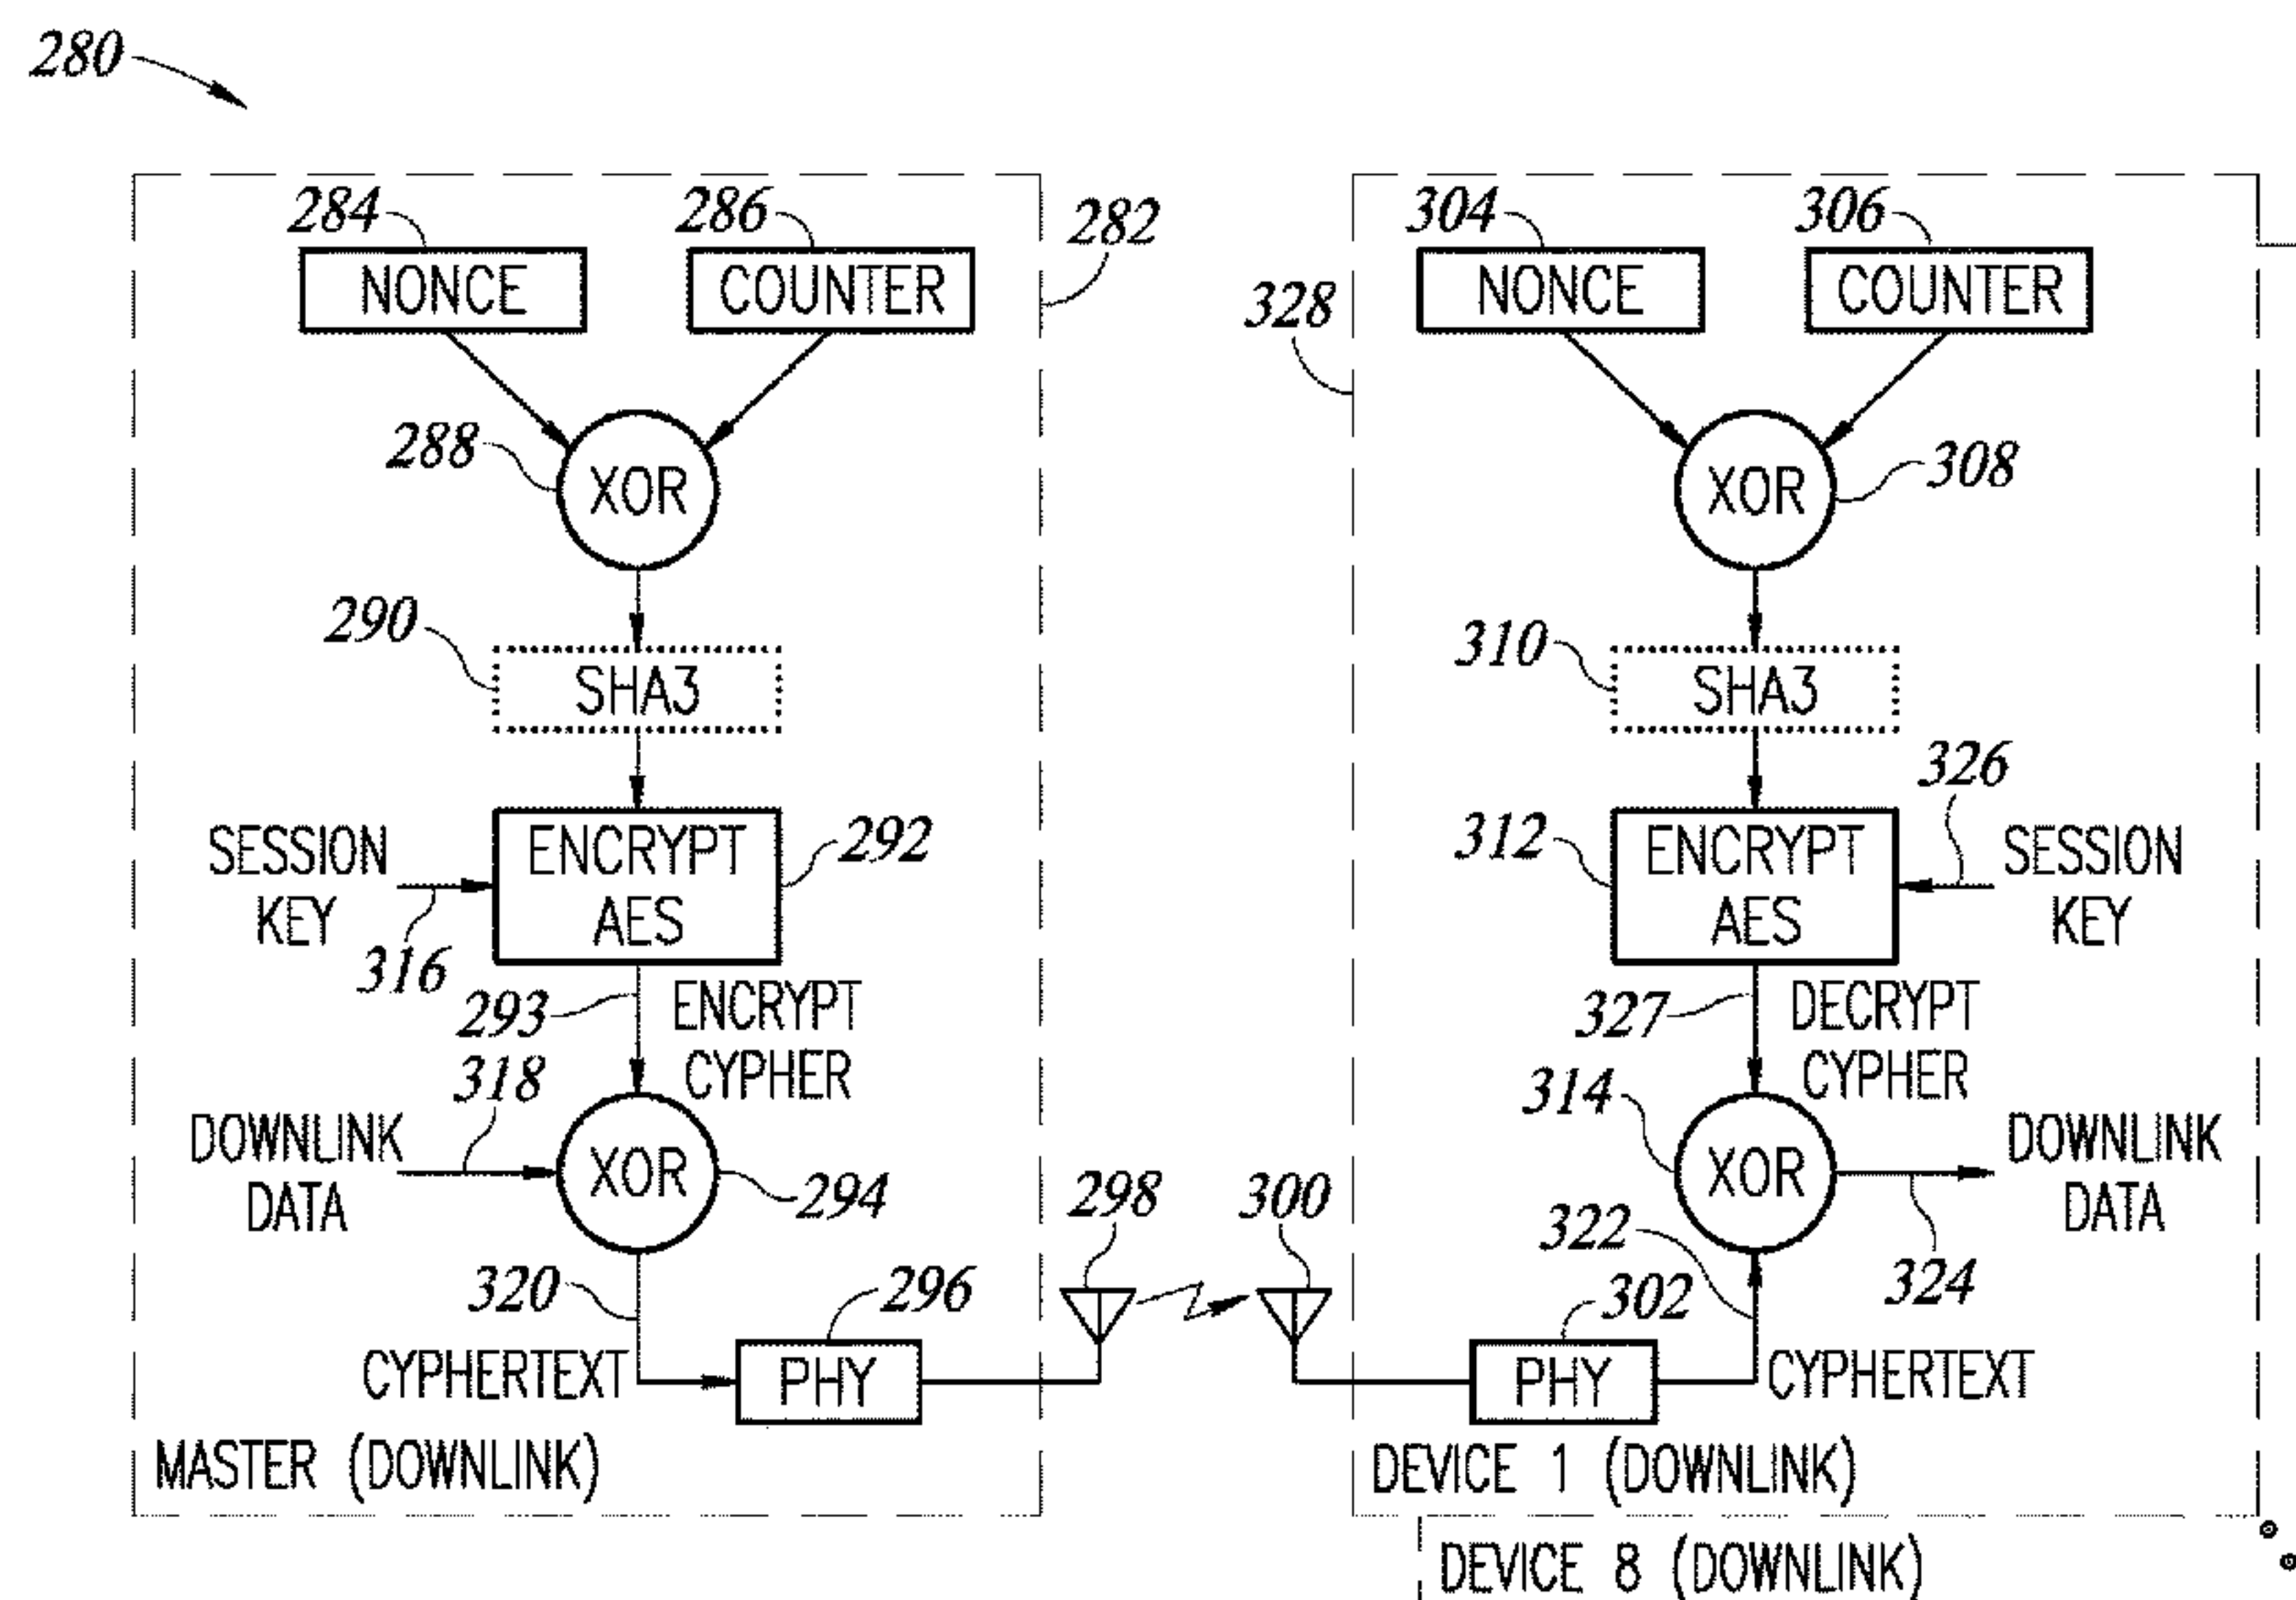 280
284
286
282
NONCE
COUNTER
288
XOR
290
SHA3
SESSION
KEY
316
ENCRYPT
AES
292
293
ENCRYPT
CYPHER
DOWNLINK
DATA
318
XOR
294
320
CYPHERTEXT
296
PHY
298
MASTER (DOWNLINK)
304
306
328
NONCE
COUNTER
XOR
308
310
SHA3
326
312
ENCRYPT
AES
SESSION
KEY
327
DECRYPT
CYPHER
314
XOR
DOWNLINK
DATA
324
322
300
302
PHY
CYPHERTEXT
DEVICE 1 (DOWNLINK)
DEVICE 8 (DOWNLINK)